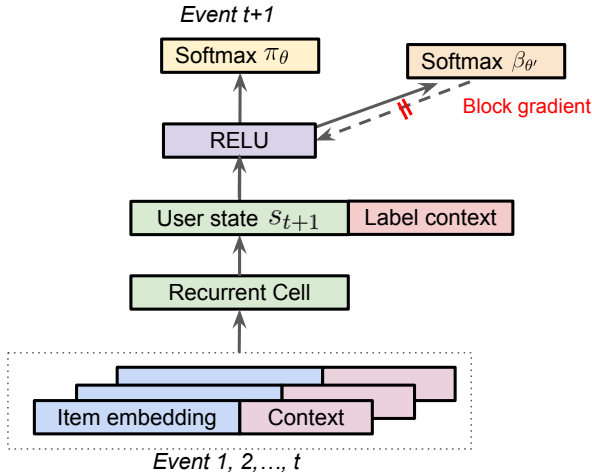 Event t+1
Softmax πθ
Softmax βθ′
Block gradient
RELU
User state st+1 Label context
Recurrent Cell
Item embedding Context
Event 1, 2,..., t